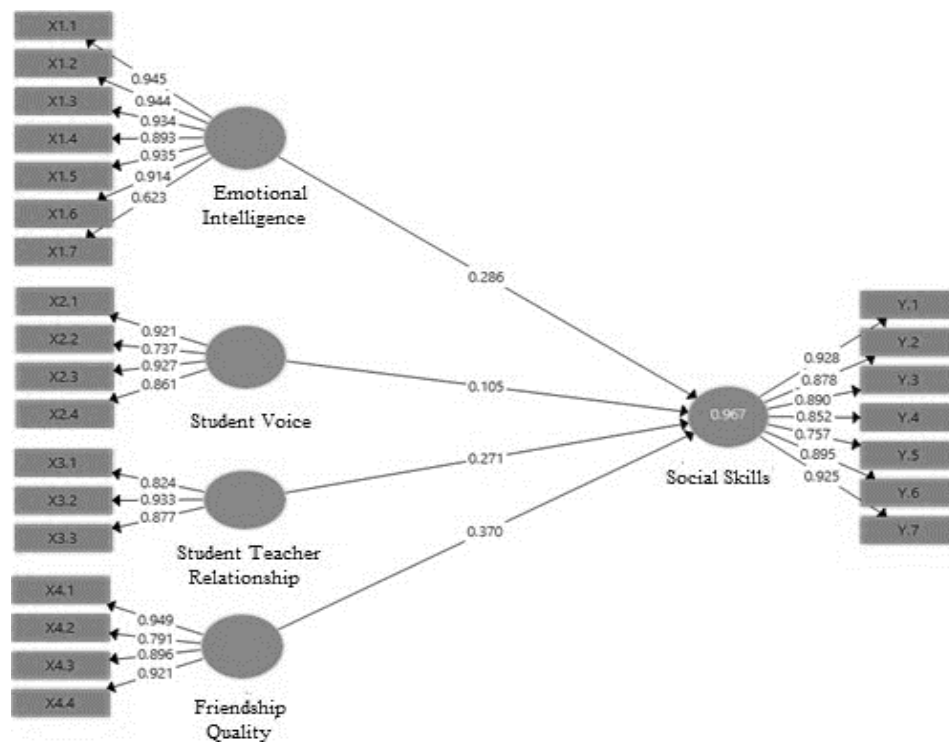 X1.1
X1.2
X1.3
X1.4
X1.5
X1.6
X1.7
0.945
0.944
0.934
0.893
0.935
0.914
0.623
Emotional
Intelligence
0.286
X2.1
X2.2
X2.3
X2.4
0.921
0.737
0.927
0.861
Student Voice
0.105
X3.1
X3.2
X3.3
0.824
0.933
0.877
Student Teacher
Relationship
0.271
X4.1
X4.2
X4.3
X4.4
0.949
0.791
0.896
0.921
Friendship
Quality
0.370
0.967
Social Skills
0.928
0.878
0.890
0.852
0.757
0.895
0.925
Y.1
Y.2
Y.3
Y.4
Y.5
Y.6
Y.7